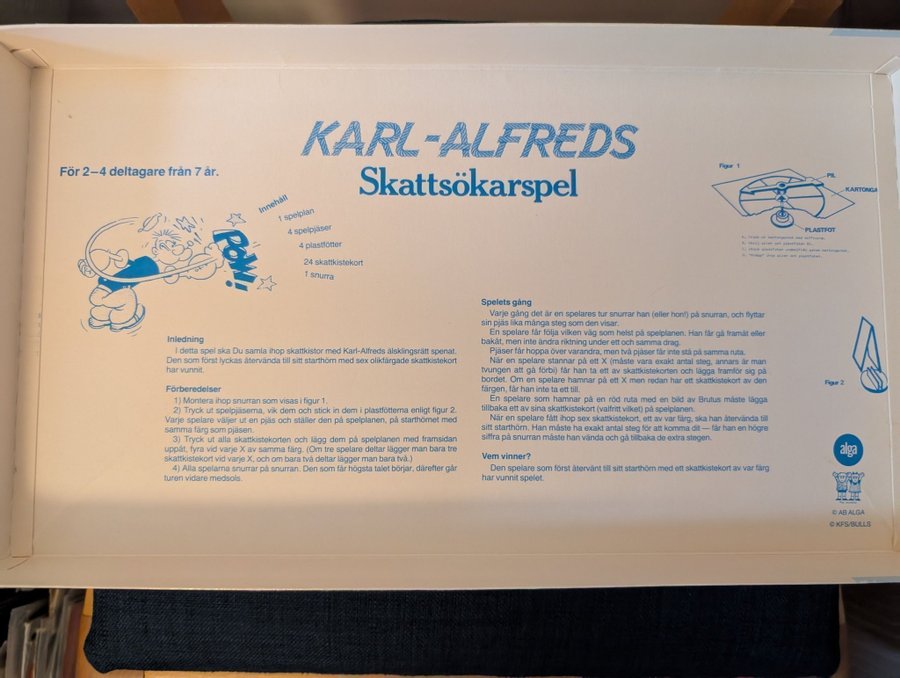 KARL-ALFREDS
Skattsökarspel
För 2–4 deltagare från 7 år.
POW!
Innehåll
1 spelplan
4 spelpjäser
4 plastfötter
24 skattkistekort
1 snurra
Figur 1
PIL
KARTONGA
PLASTFOT
Inledning
I detta spel ska Du samla ihop skattkistor med Karl-Alfreds älsklingsrätt spenat.
Den som först lyckas återvända till sitt starthörn med sex olikfärgade skattkistekort
har vunnit.
Förberedelser
1) Montera ihop snurran som visas i figur 1.
2) Tryck ut spelpjäserna, vik dem och stick in dem i plastfötterna enligt figur 2.
Varje spelare väljer ut en pjäs och ställer den på spelplanen, på starthörnet med
samma färg som pjäsen.
3) Tryck ut alla skattkistekorten och lägg dem på spelplanen med framsidan
uppåt, fyra vid varje X av samma färg. (Om tre spelare deltar lägger man bara tre
skattkistekort vid varje X, och om bara två deltar lägger man bara två.)
4) Alla spelarna snurrar på snurran. Den som får högsta talet börjar, därefter går
turen vidare medsols.
Spelets gång
Varje gång det är en spelares tur snurrar han (eller hon!) på snurran, och flyttar
sin pjäs lika många steg som den visar.
En spelare får följa vilken väg som helst på spelplanen. Han får gå framåt eller
bakåt, men inte ändra riktning under ett och samma drag.
Pjäser får hoppa över varandra, men två pjäser får inte stå på samma ruta.
När en spelare stannar på ett X (måste vara exakt antal steg, annars är man
tvungen att gå förbi) får han ta ett av skattkistekorten och lägga framför sig på
bordet. Om en spelare hamnar på ett X men redan har ett skattkistekort av den
färgen, får han inte ta ett till.
En spelare som hamnar på en röd ruta med en bild av Brutus måste lägga
tillbaka ett av sina skattkistekort (valfritt vilket) på spelplanen.
När en spelare fått ihop sex skattkistekort, ett av var färg, ska han återvända till
sitt starthörn. Han måste ha exakt antal steg för att komma dit — får han en högre
siffra på snurran måste han vända och gå tillbaka de extra stegen.
Vem vinner?
Den spelare som först återvänt till sitt starthörn med ett skattkistekort av var färg
har vunnit spelet.
Figur 2
alga
© AB ALGA
© KFS/BULLS